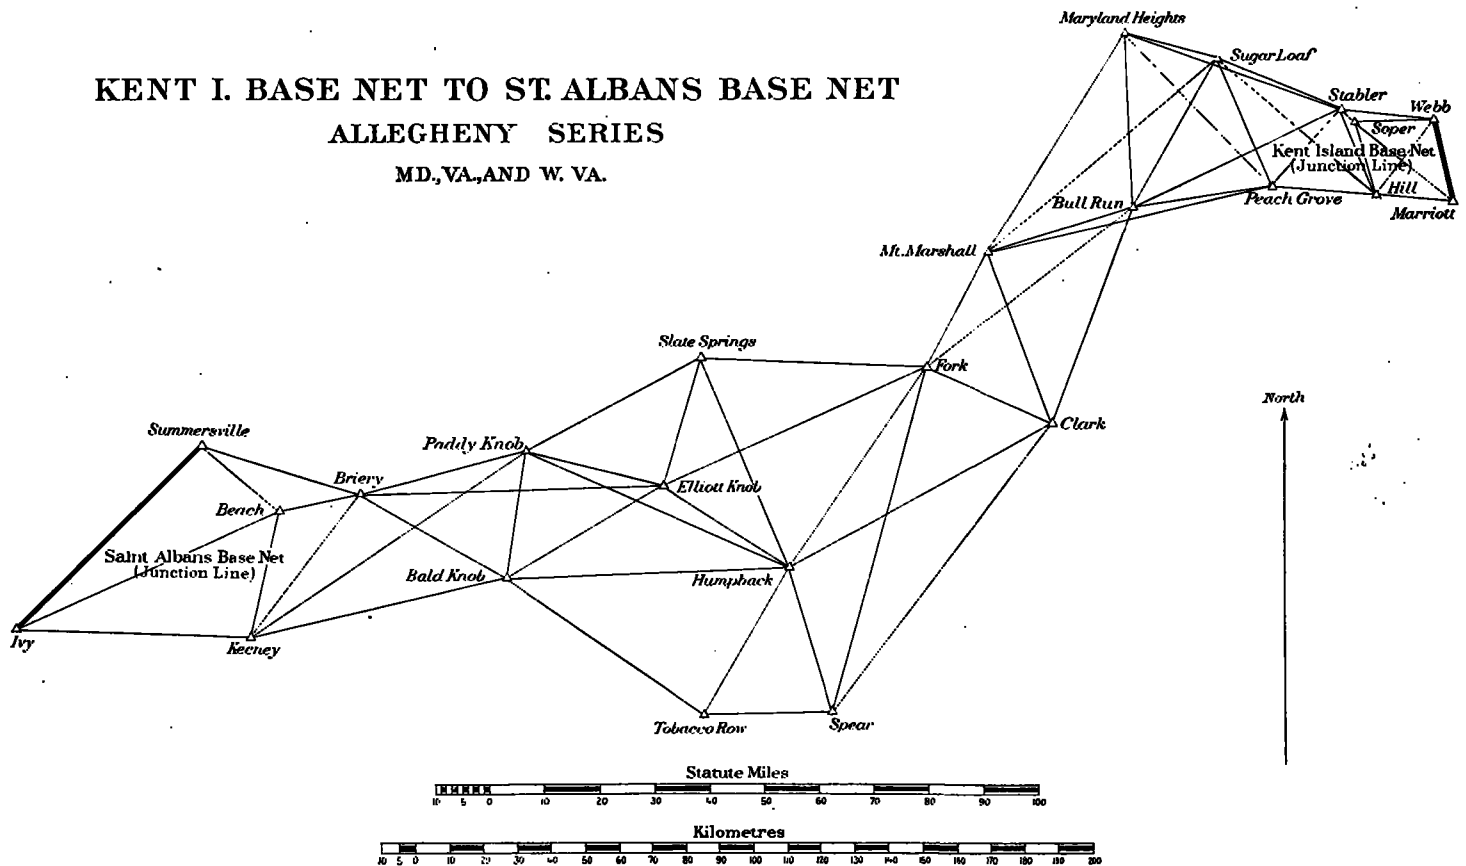 KENT I. BASE NET TO ST. ALBANS BASE NET
ALLEGHENY SERIES
MD., VA., AND W. VA.
Maryland Heights
Sugar Loaf
Stabler
Webb
Soper
Kent Island Base Net
(Junction Line)
Hill
Peach Grove
Marriott
Bull Run
Mt. Marshall
Slate Springs
Fork
North
Clark
Summersville
Paddy Knob
Briery
Elliott Knob
Beach
Saint Albans Base Net
(Junction Line)
Bald Knob
Humpback
Ivy
Keeney
Tobacco Row
Spear
Statute Miles
10 5 0 10 20 30 40 50 60 70 80 90 100
Kilometres
10 5 0 10 20 30 40 50 60 70 80 90 100 110 120 130 140 150 160 170 180 190 200